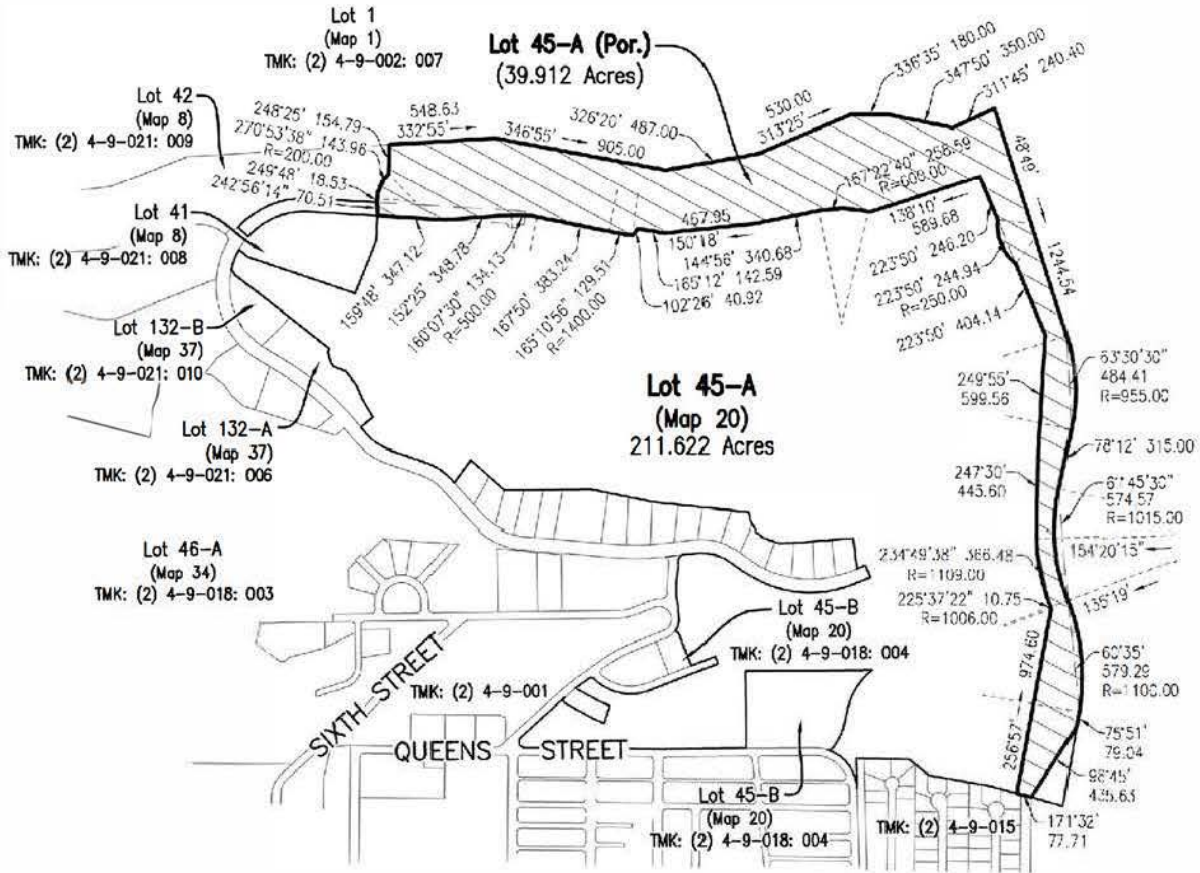 Lot 1
(Map 1)
TMK: (2) 4-9-002: 007
Lot 45-A (Por.)
(39.912 Acres)
336°35' 180.00
347°50' 350.00
311°45' 240.40
Lot 42
(Map 8)
TMK: (2) 4-9-021: 009
248°25' 154.79
270°53'38" 143.96
R=200.00
249°48' 18.53
242°56'14" 70.51
548.63
332°55'
346°55'
905.00
326°20' 487.00
530.00
313°25'
48°49'
1244.54
167°22'40" 256.59
R=600.00
138°10'
589.68
223°50' 246.20
223°50' 244.94
R=250.00
223°50' 404.14
467.95
150°18'
144°56' 340.68
165°12' 142.59
102°26' 40.92
Lot 41
(Map 8)
TMK: (2) 4-9-021: 008
159°48' 347.12
152°25' 348.78
160°07'30" 134.13
R=500.00
167°50' 383.24
165°10'56" 129.51
R=1400.00
Lot 132-B
(Map 37)
TMK: (2) 4-9-021: 010
Lot 45-A
(Map 20)
211.622 Acres
249°55'
599.56
63°30'30"
484.41
R=955.00
Lot 132-A
(Map 37)
TMK: (2) 4-9-021: 006
78°12' 315.00
247°30'
445.60
574.57
R=1015.00
Lot 46-A
(Map 34)
TMK: (2) 4-9-018: 003
234°49'38" 366.48
R=1109.00
154°20'15"
135°19'
225°37'22" 10.75
R=1006.00
Lot 45-B
(Map 20)
TMK: (2) 4-9-018: 004
974.60
256°57'
60°35'
579.29
R=1100.00
TMK: (2) 4-9-001
SIXTH STREET
QUEENS STREET
75°51'
79.04
98°45'
435.63
Lot 45-B
(Map 20)
TMK: (2) 4-9-018: 004
TMK: (2) 4-9-015
171°32'
77.71